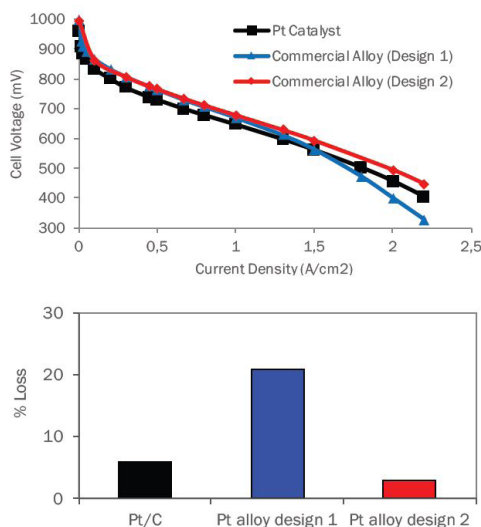 Pt Catalyst
Commercial Alloy (Design 1)
Commercial Alloy (Design 2)
Cell Voltage (mV)
1000
900
800
700
600
500
400
300
0 0,5 1 1,5 2 2,5
Current Density (A/cm2)
% Loss
30
20
10
0
Pt/C Pt alloy design 1 Pt alloy design 2